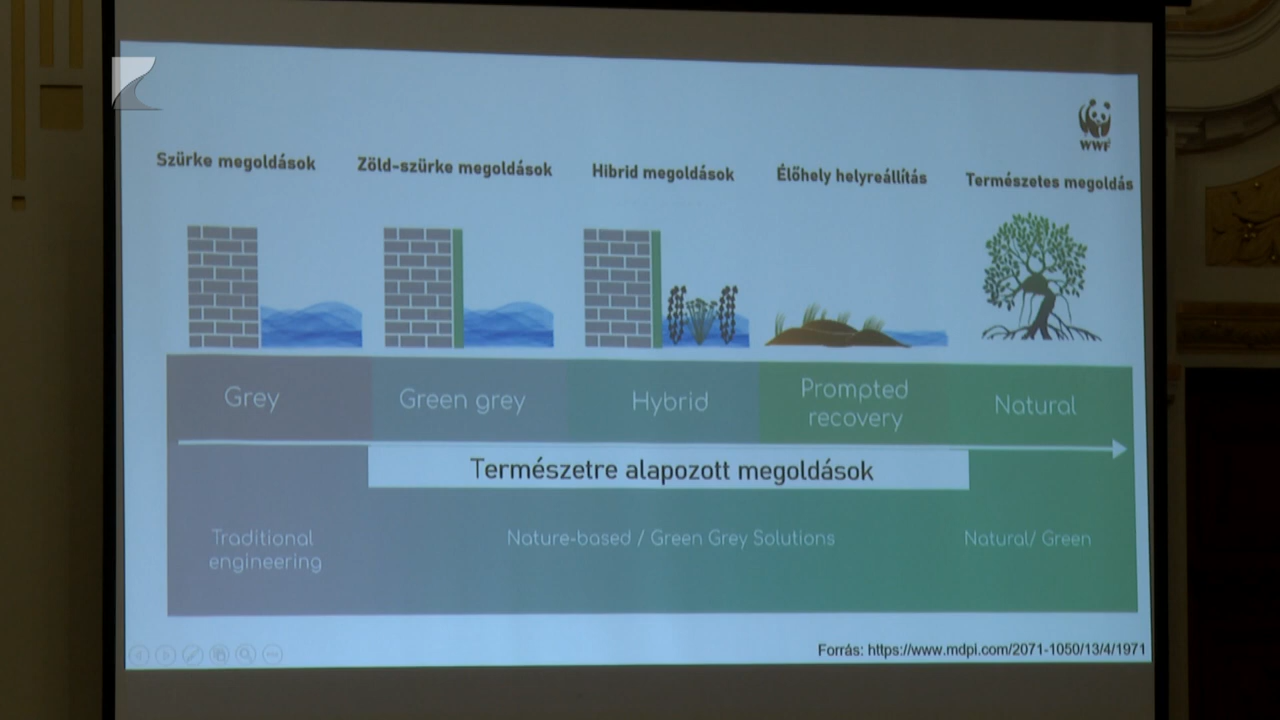 WWF
Szürke megoldások
Zöld-szürke megoldások
Hibrid megoldások
Élőhely helyreállítás
Természetes megoldás
Grey
Green grey
Hybrid
Prompted
recovery
Natural
Természetre alapozott megoldások
Traditional
engineering
Nature-based / Green Grey Solutions
Natural/ Green
Forrás: https://www.mdpi.com/2071-1050/13/4/1971